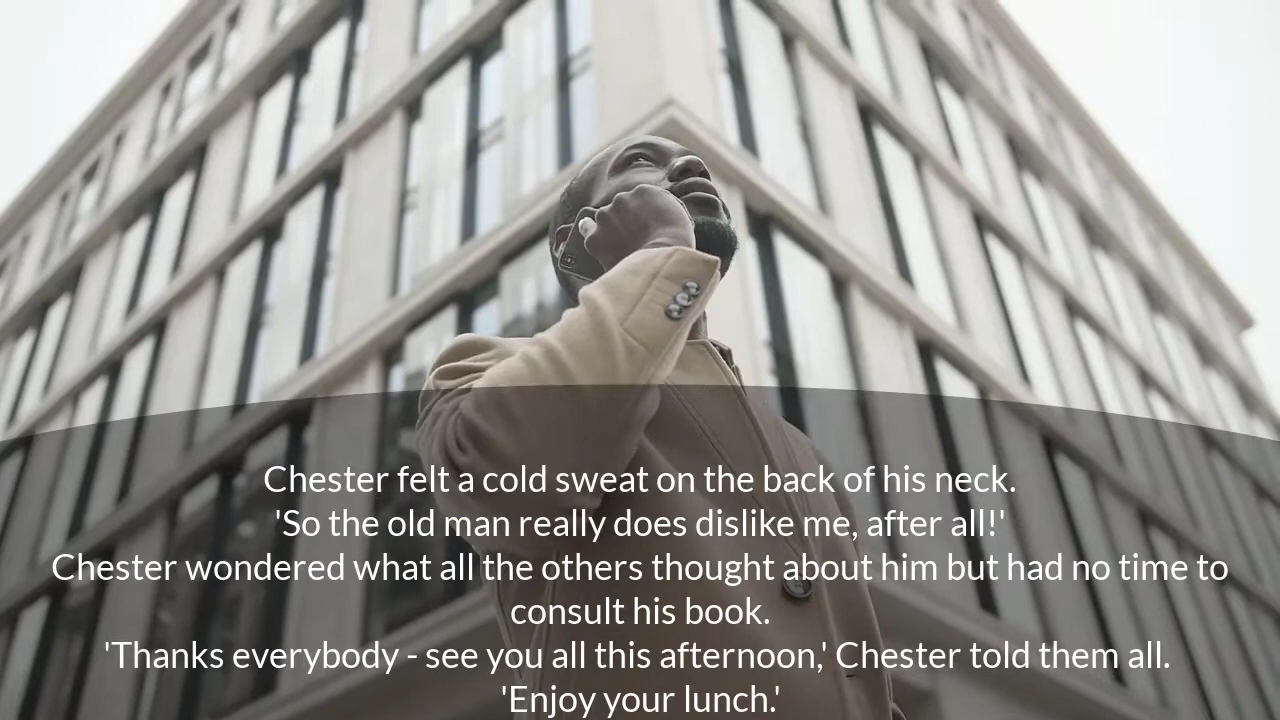 Chester felt a cold sweat on the back of his neck.
'So the old man really does dislike me, after all!'
Chester wondered what all the others thought about him but had no time to
consult his book.
'Thanks everybody - see you all this afternoon,' Chester told them all.
'Enjoy your lunch.'